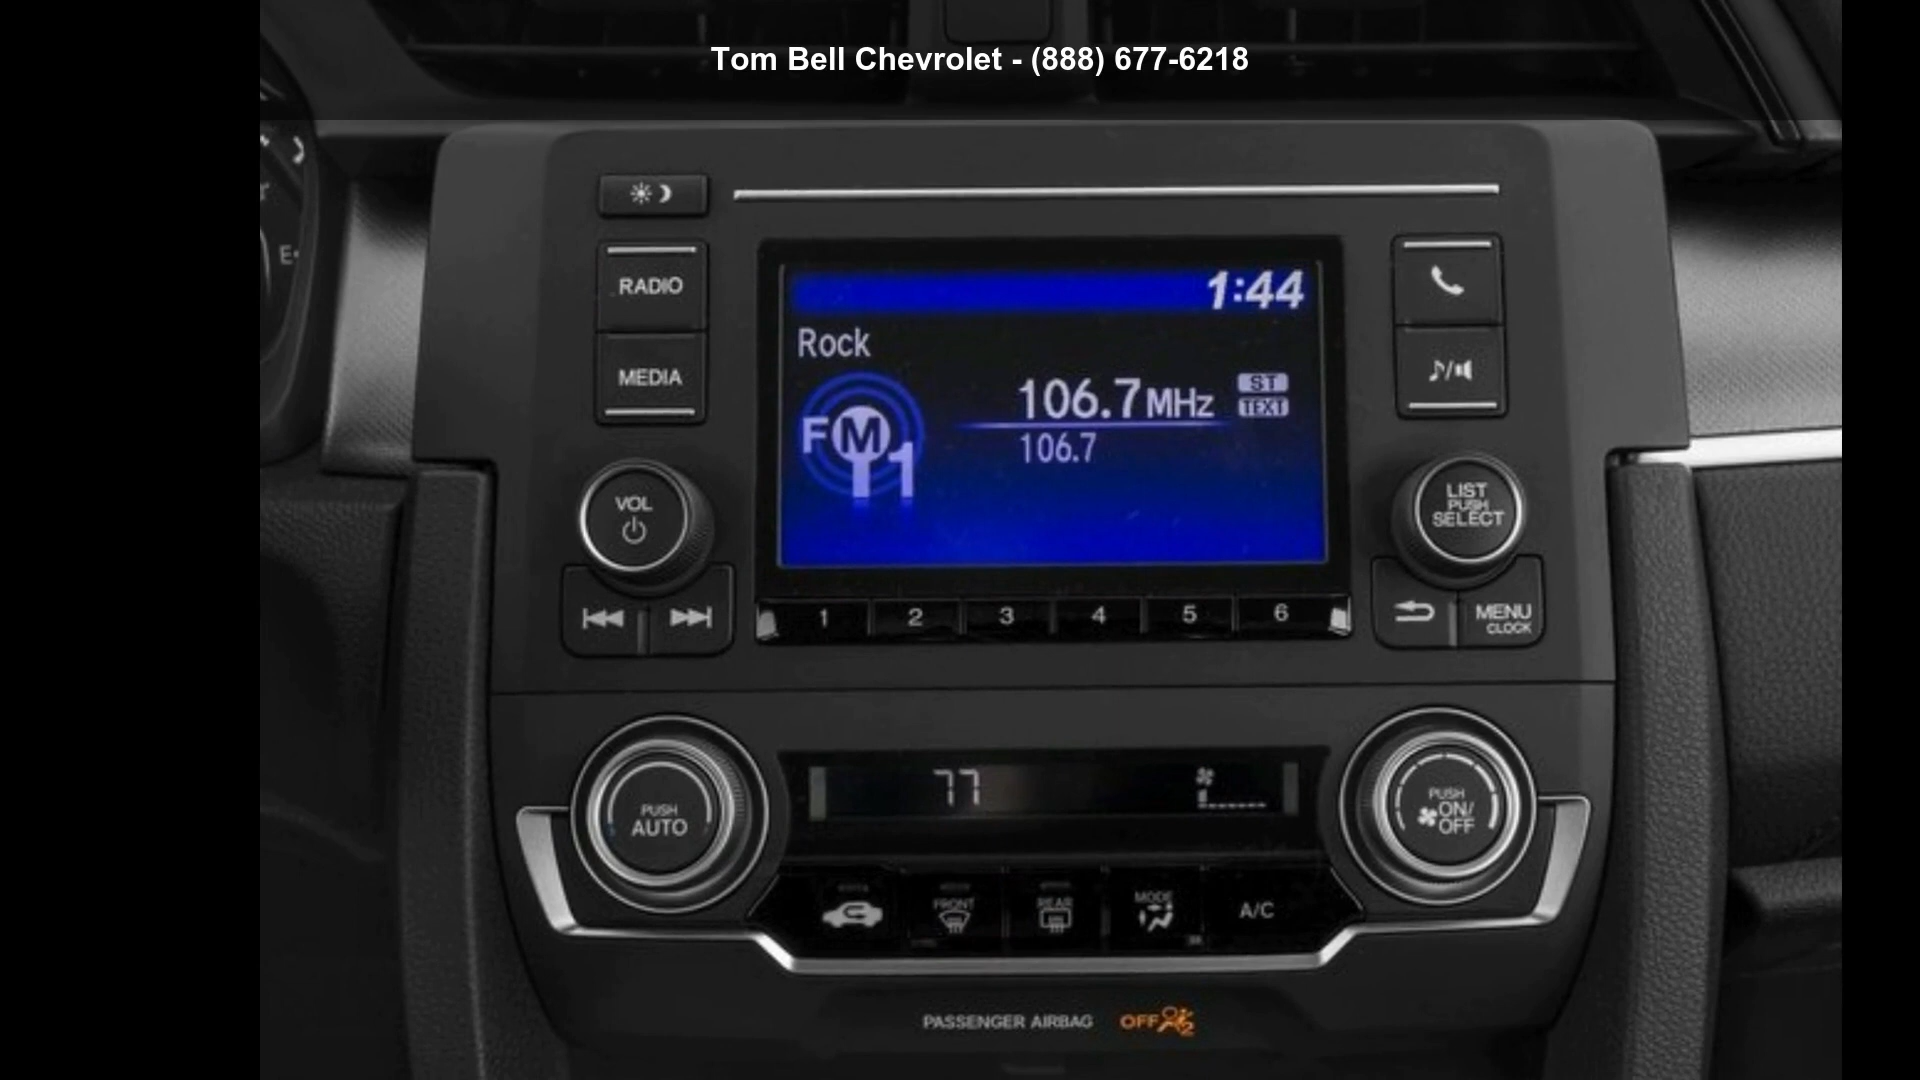 Tom Bell Chevrolet - (888) 677-6218
E
RADIO
1:44
Rock
MEDIA
106.7MHz ST
TEXT
FM1 106.7
VOL
LIST
PUSH
SELECT
1 2 3 4 5 6
MENU
CLOCK
77
PUSH
AUTO
PUSH
ON/
OFF
FRONT REAR MODE A/C
PASSENGER AIRBAG OFF 2